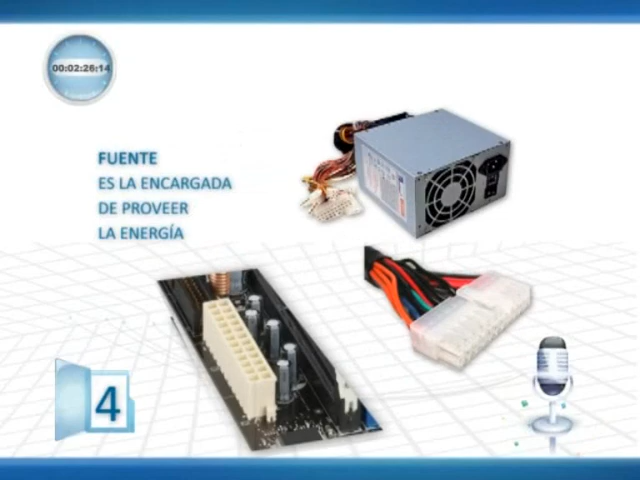 00:02:26:14
FUENTE
ES LA ENCARGADA
DE PROVEER
LA ENERGÍA
4